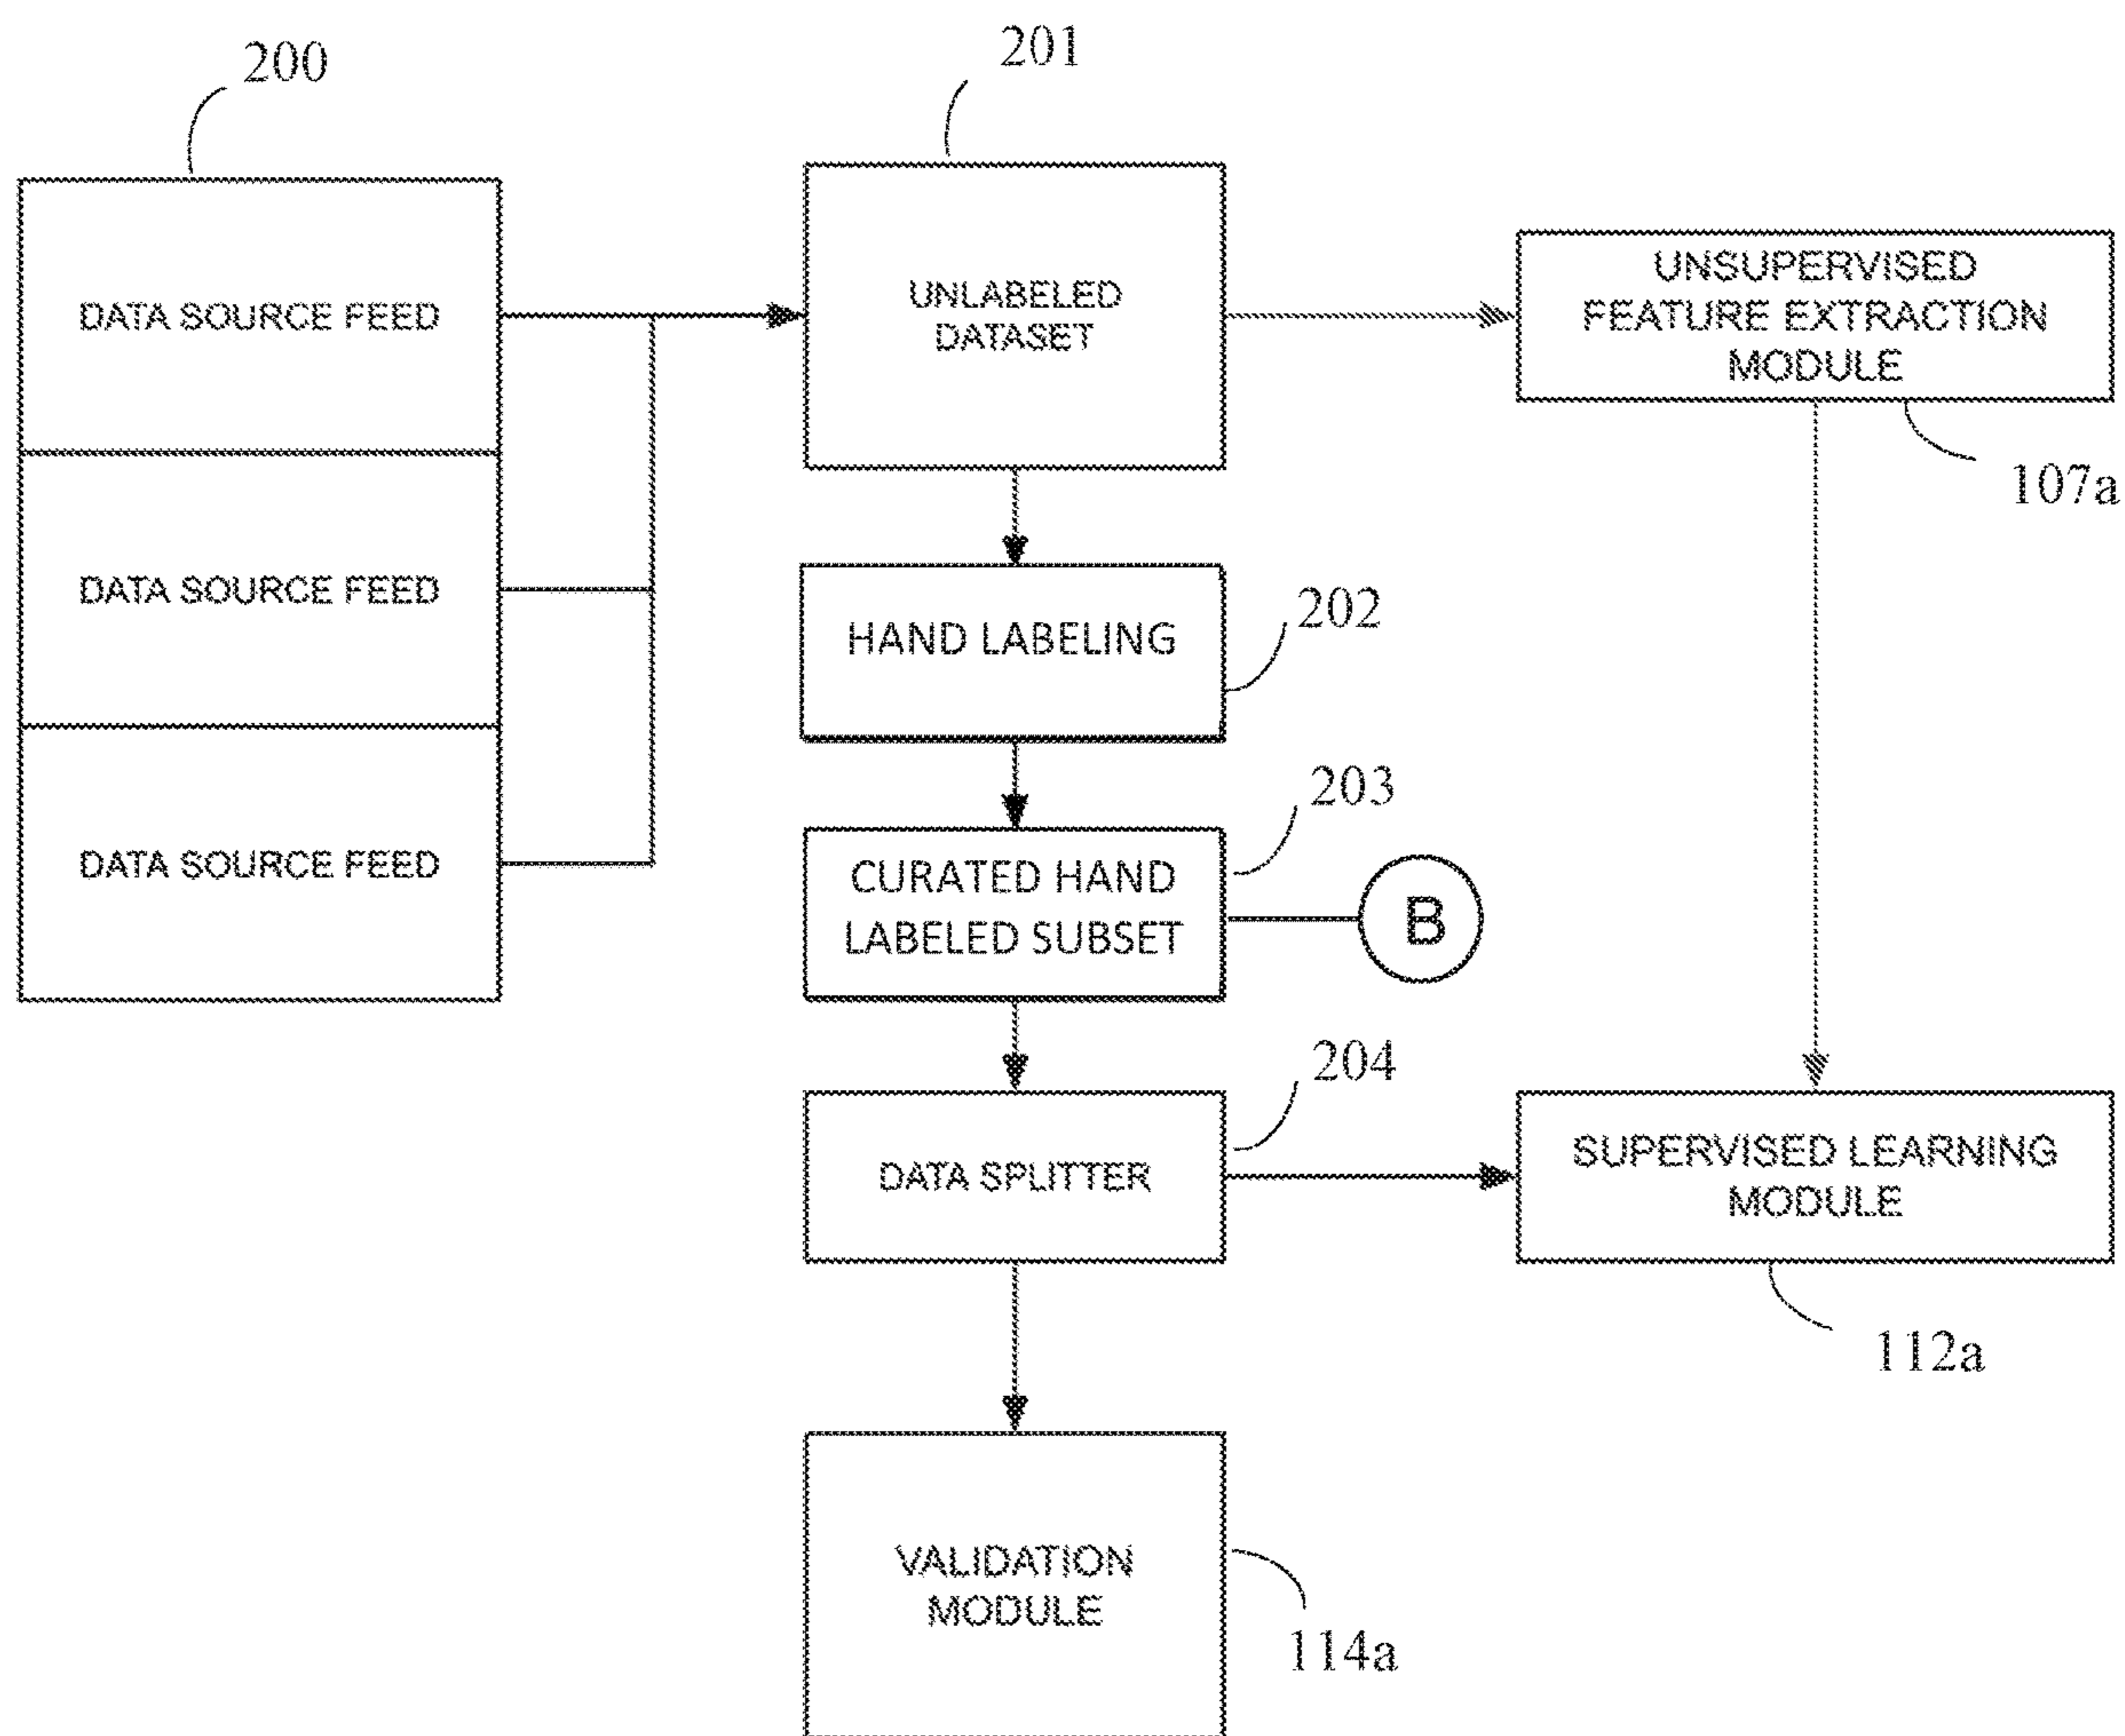 200
201
DATA SOURCE FEED
UNLABELED
DATASET
UNSUPERVISED
FEATURE EXTRACTION
MODULE
107a
DATA SOURCE FEED
HAND LABELING
202
DATA SOURCE FEED
203
CURATED HAND
LABELED SUBSET
B
204
DATA SPLITTER
SUPERVISED LEARNING
MODULE
112a
VALIDATION
MODULE
114a